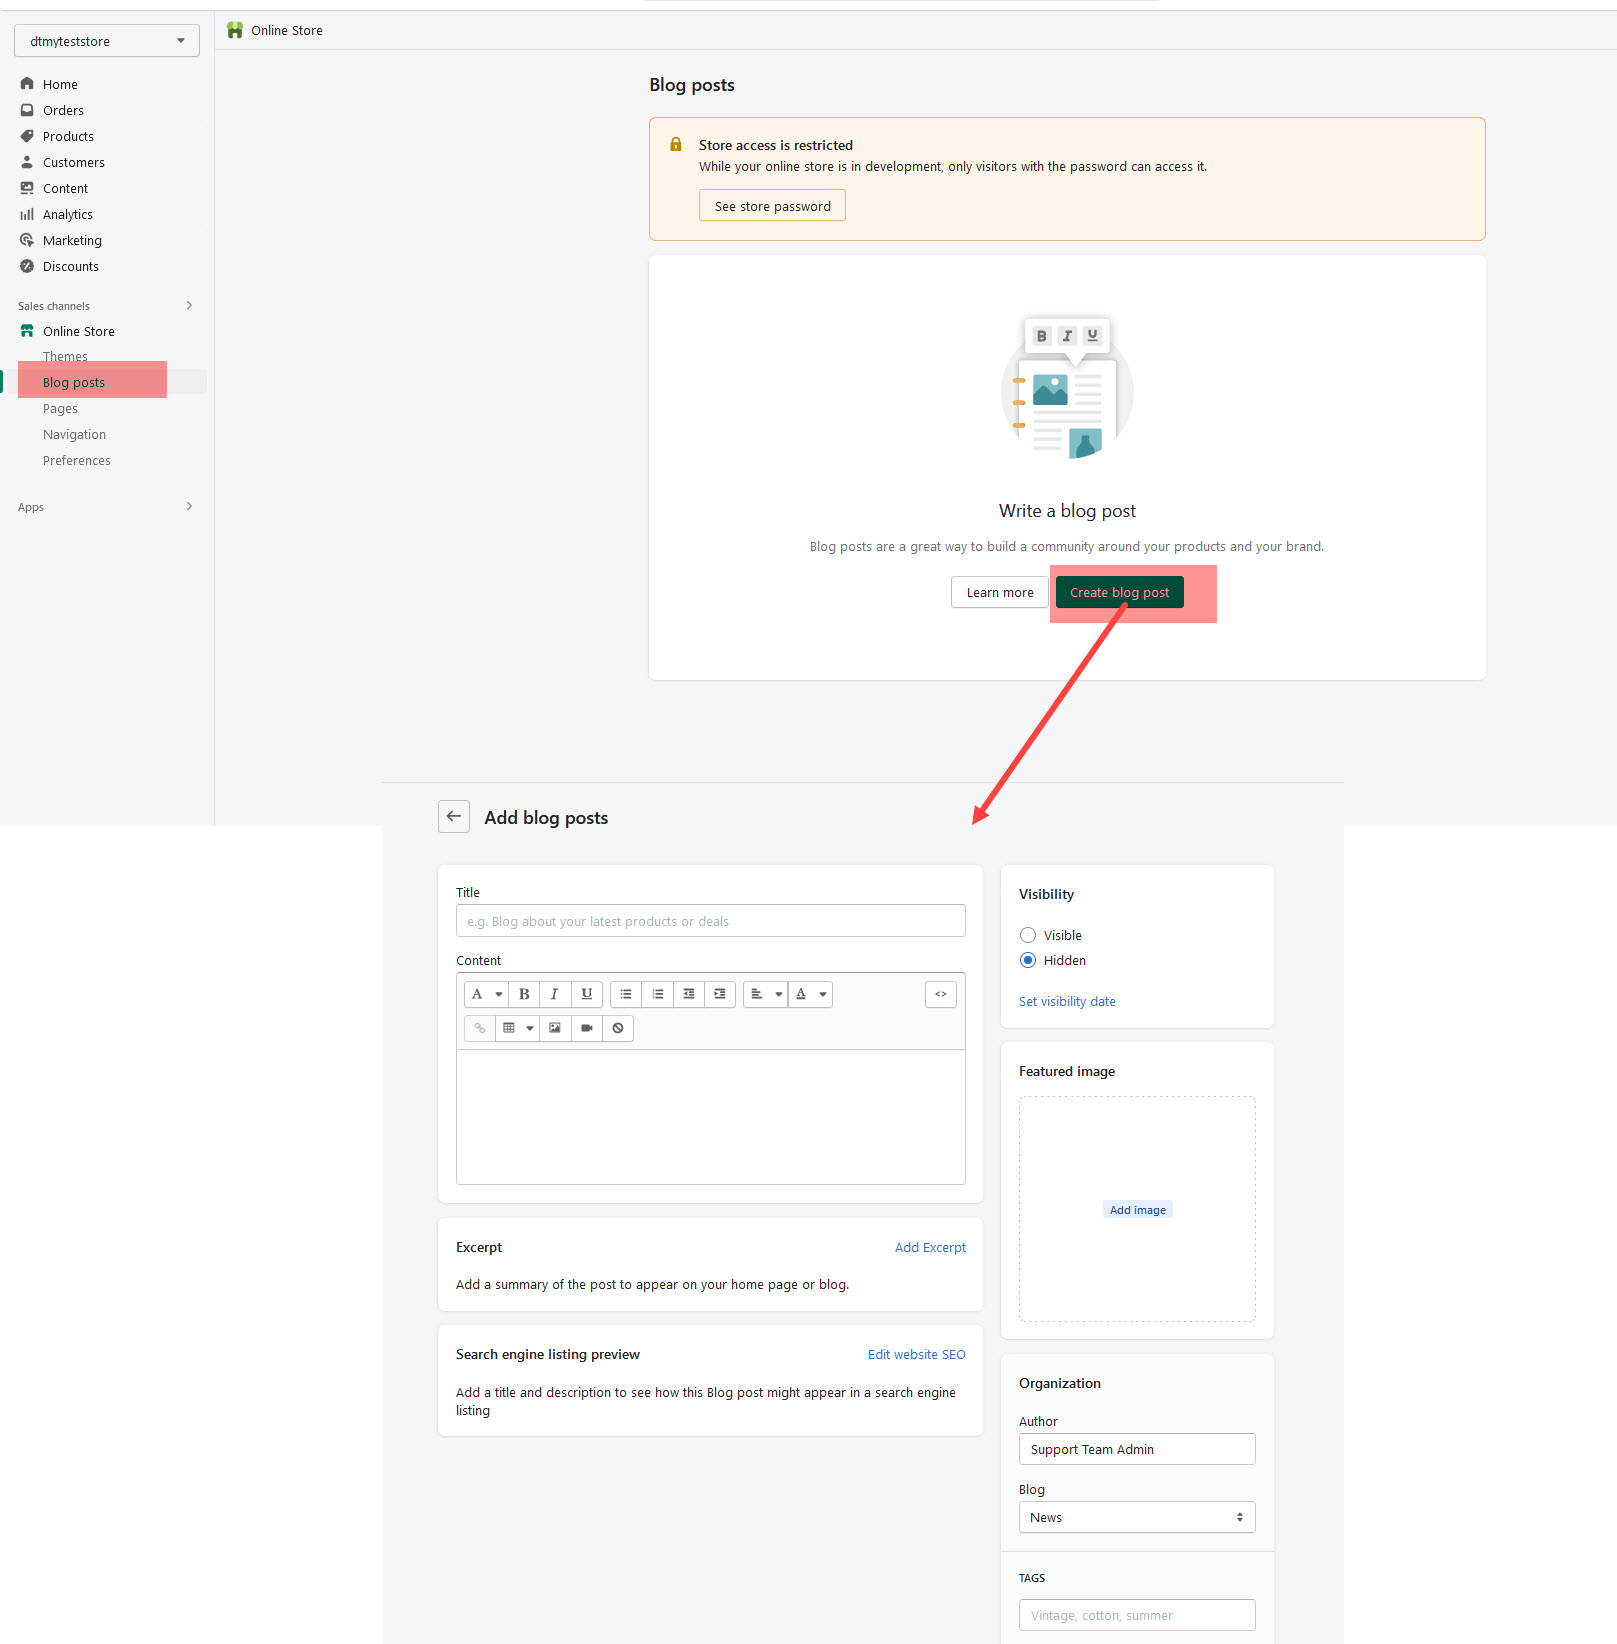 dtmyteststore
Online Store
Home
Orders
Products
Customers
Content
Analytics
Marketing
Discounts
Sales channels
Online Store
Themes
Blog posts
Pages
Navigation
Preferences
Apps
Blog posts
Store access is restricted
While your online store is in development, only visitors with the password can access it.
See store password
B I U
Write a blog post
Blog posts are a great way to build a community around your products and your brand.
Learn more
Create blog post
Add blog posts
Title
e.g. Blog about your latest products or deals
Content
A B I U A <>
Excerpt
Add Excerpt
Add a summary of the post to appear on your home page or blog.
Search engine listing preview
Edit website SEO
Add a title and description to see how this Blog post might appear in a search engine
listing
Visibility
Visible
Hidden
Set visibility date
Featured image
Add image
Organization
Author
Support Team Admin
Blog
News
TAGS
Vintage, cotton, summer